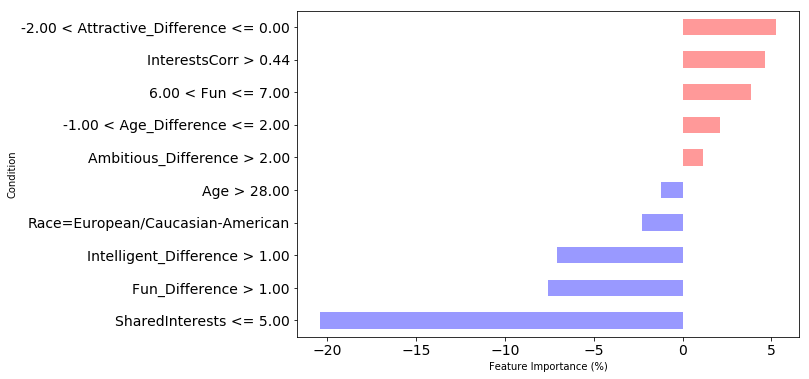 -2.00 < Attractive_Difference <= 0.00
InterestsCorr > 0.44
6.00 < Fun <= 7.00
-1.00 < Age_Difference <= 2.00
Ambitious_Difference > 2.00
Age > 28.00
Race=European/Caucasian-American
Intelligent_Difference > 1.00
Fun_Difference > 1.00
SharedInterests <= 5.00
Condition
−20 −15 −10 −5 0 5
Feature Importance (%)